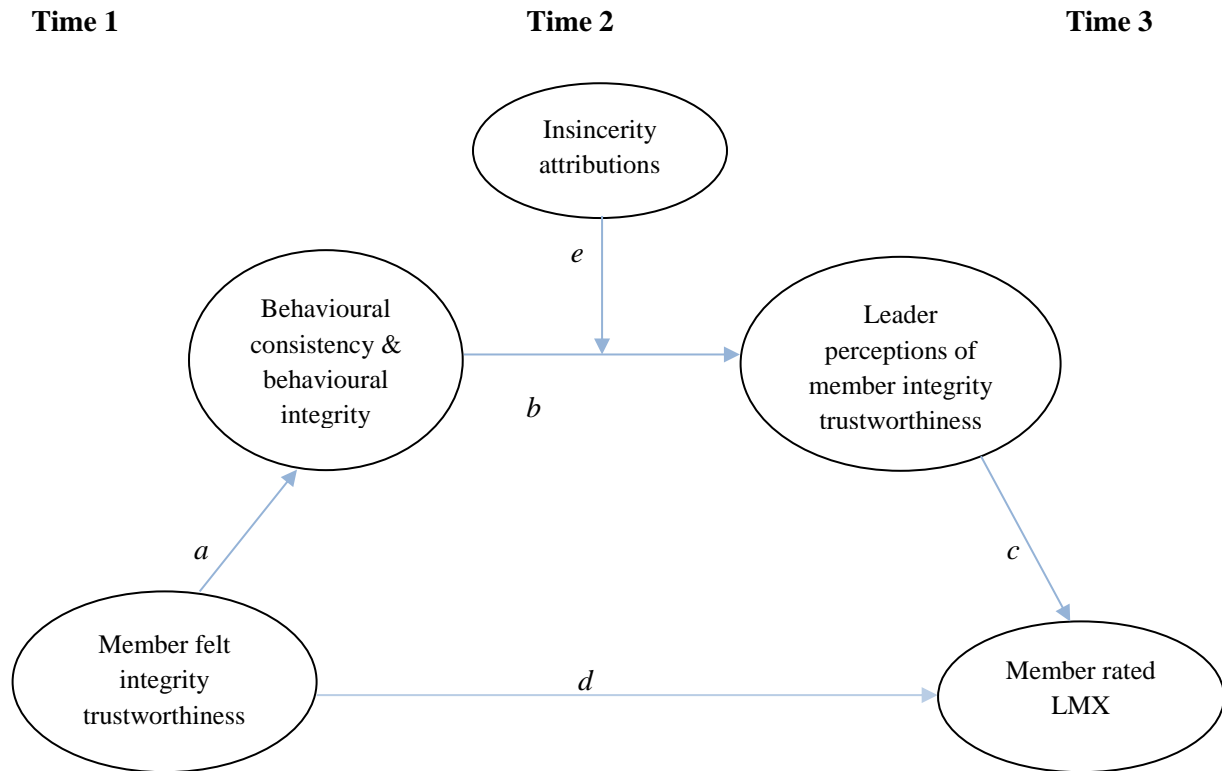 Time 1
Time 2
Time 3
Insincerity
attributions
e
Behavioural
consistency &
behavioural
integrity
b
Leader
perceptions of
member integrity
trustworthiness
a
c
Member felt
integrity
trustworthiness
d
Member rated
LMX